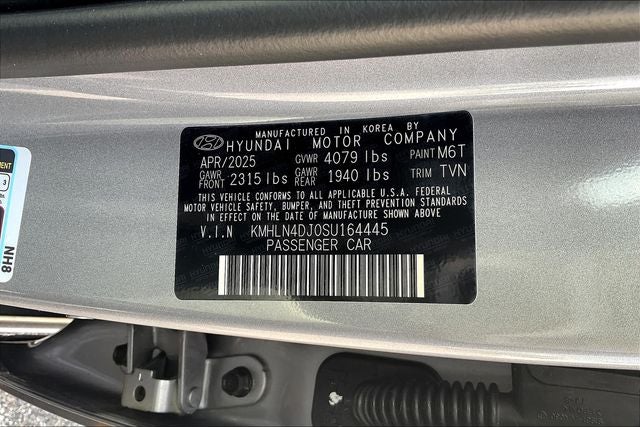 MANUFACTURED IN KOREA BY
HYUNDAI MOTOR COMPANY
APR/2025 GVWR 4079 lbs PAINT M6T
GAWR FRONT 2315 lbs GAWR REAR 1940 lbs TRIM TVN
THIS VEHICLE CONFORMS TO ALL APPLICABLE U.S.A. FEDERAL
MOTOR VEHICLE SAFETY, BUMPER, AND THEFT PREVENTION STANDARDS
IN EFFECT ON THE DATE OF MANUFACTURE SHOWN ABOVE.
V.I.N KMHLN4DJ0SU164445
PASSENGER CAR
3
NH8